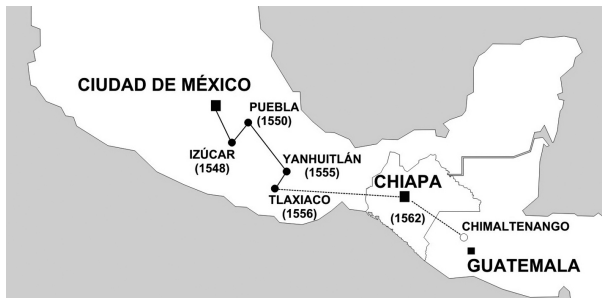 CIUDAD DE MÉXICO
PUEBLA
(1550)
IZÚCAR
(1548)
YANHUITLÁN
(1555)
TLAXIACO
(1556)
CHIAPA
(1562)
CHIMALTENANGO
GUATEMALA